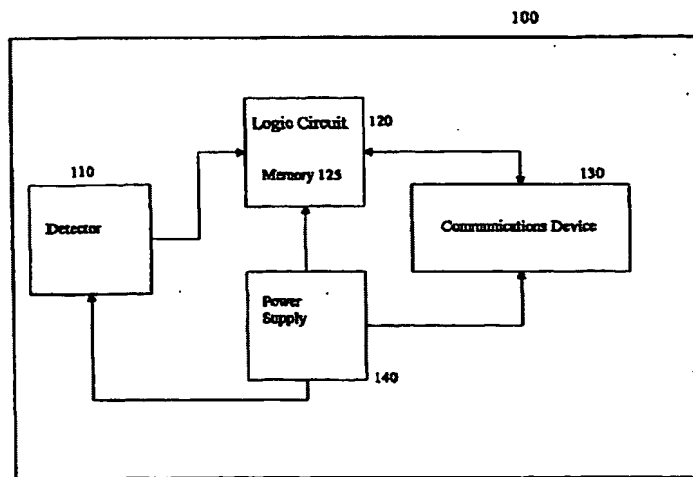 100
Logic Circuit
120
Memory 125
110
Detector
130
Communications Device
Power
Supply
140